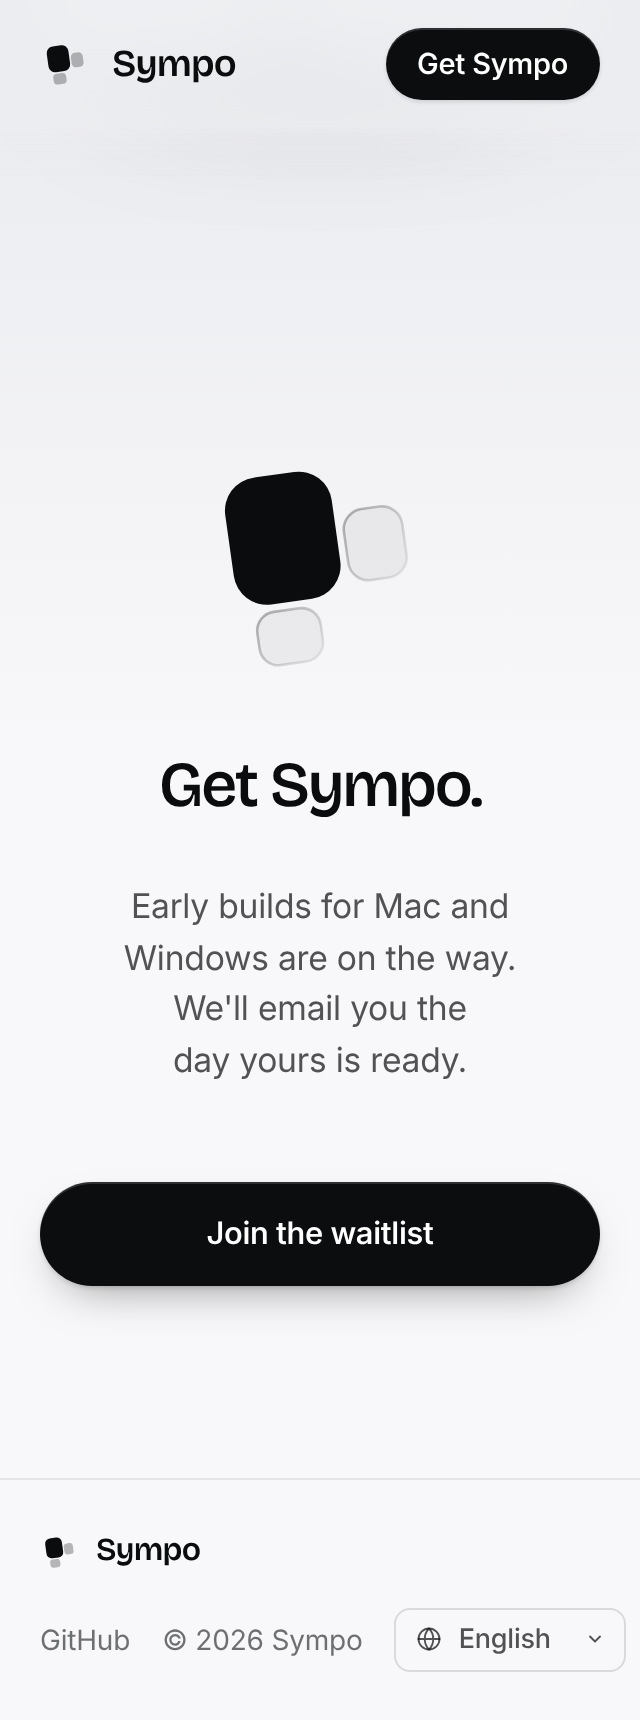 Sympo
Get Sympo
Get Sympo.
Early builds for Mac and
Windows are on the way.
We'll email you the
day yours is ready.
Join the waitlist
Sympo
GitHub
© 2026 Sympo
English